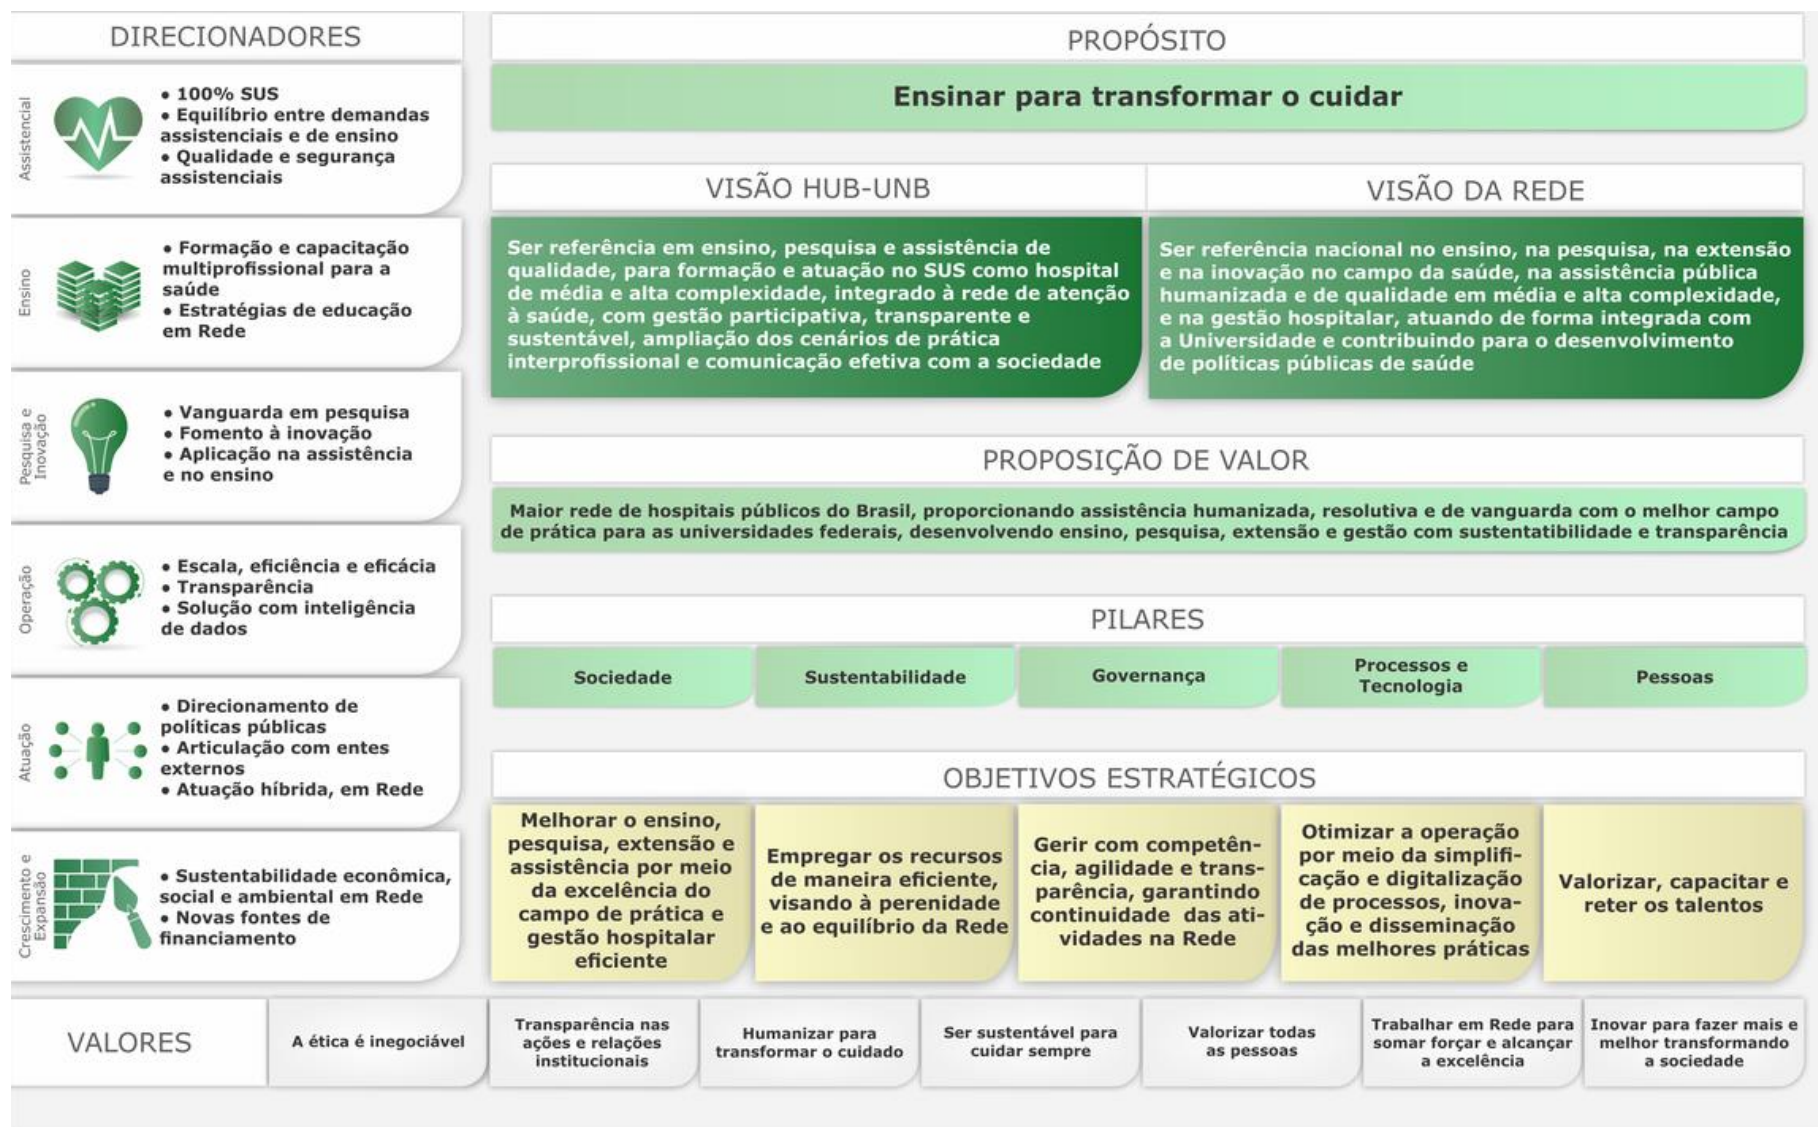 DIRECIONADORES
Assistencial
● 100% SUS
● Equilíbrio entre demandas
assistenciais e de ensino
● Qualidade e segurança
assistenciais
Ensino
● Formação e capacitação
multiprofissional para a
saúde
● Estratégias de educação
em Rede
Pesquisa e
Inovação
● Vanguarda em pesquisa
● Fomento à inovação
● Aplicação na assistência
e no ensino
Operação
● Escala, eficiência e eficácia
● Transparência
● Solução com inteligência
de dados
Atuação
● Direcionamento de
políticas públicas
● Articulação com entes
externos
● Atuação híbrida, em Rede
Crescimento e
Expansão
● Sustentabilidade econômica,
social e ambiental em Rede
● Novas fontes de
financiamento
PROPÓSITO
Ensinar para transformar o cuidar
VISÃO HUB-UNB
Ser referência em ensino, pesquisa e assistência de
qualidade, para formação e atuação no SUS como hospital
de média e alta complexidade, integrado à rede de atenção
à saúde, com gestão participativa, transparente e
sustentável, ampliação dos cenários de prática
interprofissional e comunicação efetiva com a sociedade
VISÃO DA REDE
Ser referência nacional no ensino, na pesquisa, na extensão
e na inovação no campo da saúde, na assistência pública
humanizada e de qualidade em média e alta complexidade,
e na gestão hospitalar, atuando de forma integrada com
a Universidade e contribuindo para o desenvolvimento
de políticas públicas de saúde
PROPOSIÇÃO DE VALOR
Maior rede de hospitais públicos do Brasil, proporcionando assistência humanizada, resolutiva e de vanguarda com o melhor campo
de prática para as universidades federais, desenvolvendo ensino, pesquisa, extensão e gestão com sustentatibilidade e transparência
PILARES
Sociedade
Sustentabilidade
Governança
Processos e
Tecnologia
Pessoas
OBJETIVOS ESTRATÉGICOS
Melhorar o ensino,
pesquisa, extensão e
assistência por meio
da excelência do
campo de prática e
gestão hospitalar
eficiente
Empregar os recursos
de maneira eficiente,
visando à perenidade
e ao equilíbrio da Rede
Gerir com competên-
cia, agilidade e trans-
parência, garantindo
continuidade das ati-
vidades na Rede
Otimizar a operação
por meio da simplifi-
cação e digitalização
de processos, inova-
ção e disseminação
das melhores práticas
Valorizar, capacitar e
reter os talentos
VALORES
A ética é inegociável
Transparência nas
ações e relações
institucionais
Humanizar para
transformar o cuidado
Ser sustentável para
cuidar sempre
Valorizar todas
as pessoas
Trabalhar em Rede para
somar forçar e alcançar
a excelência
Inovar para fazer mais e
melhor transformando
a sociedade